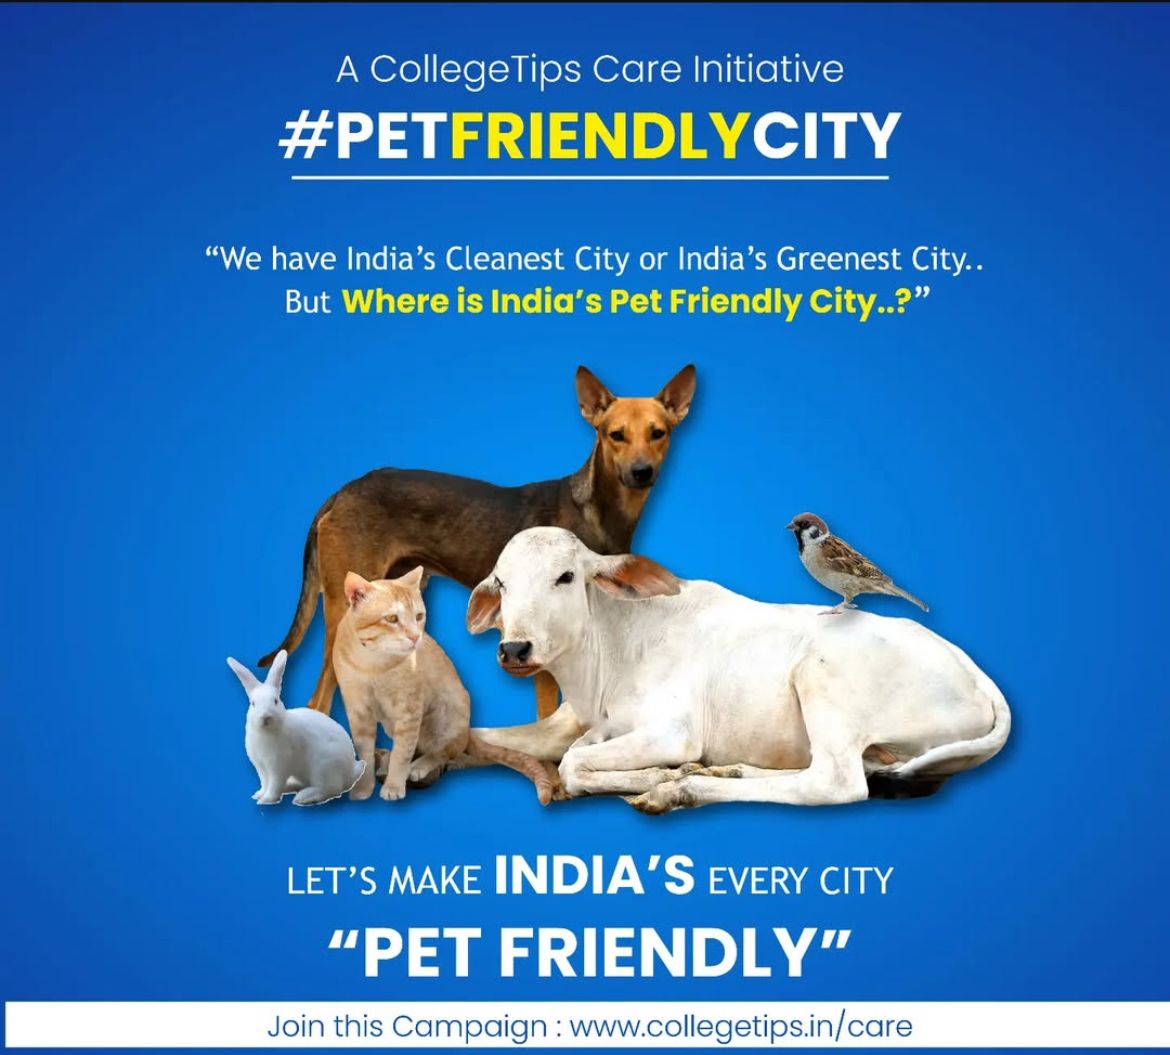 A CollegeTips Care Initiative
#PETFRIENDLYCITY
“We have India’s Cleanest City or India’s Greenest City..
But Where is India’s Pet Friendly City..?”
LET’S MAKE INDIA’S EVERY CITY
“PET FRIENDLY”
Join this Campaign : www.collegetips.in/care